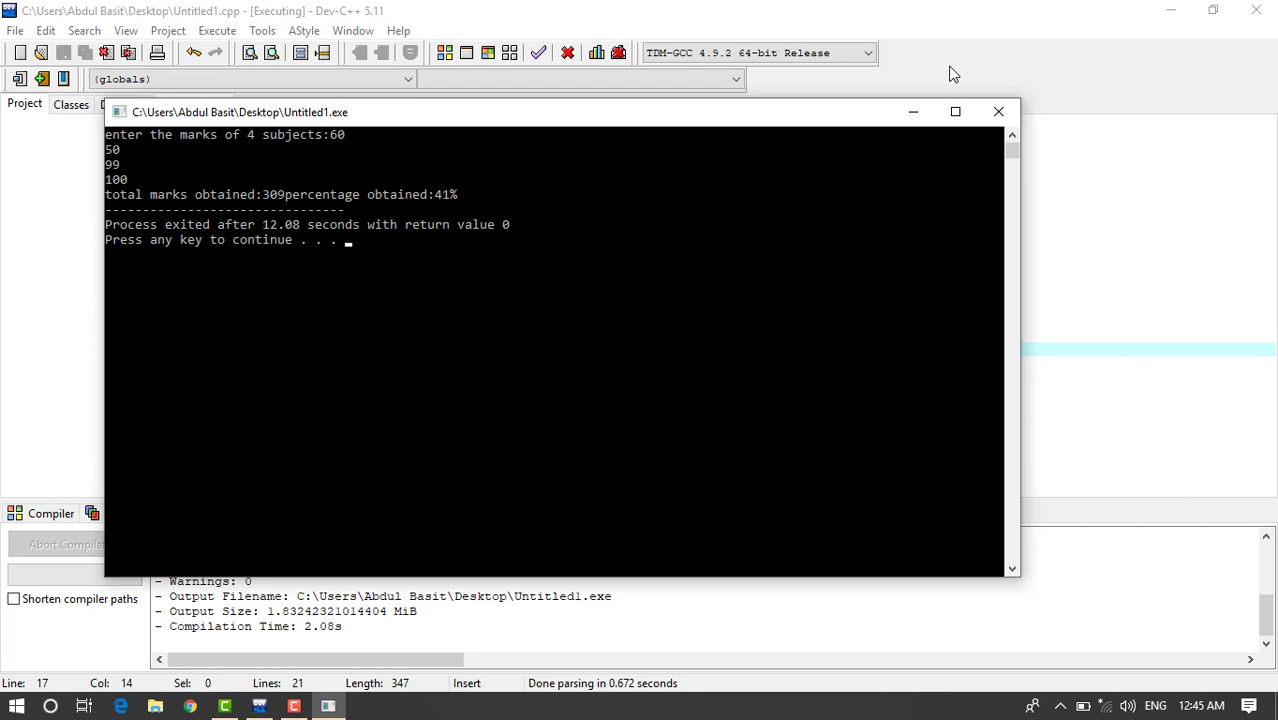 C:\Users\Abdul Basit\Desktop\Untitled1.cpp - [Executing] - Dev-C++ 5.11
File Edit Search View Project Execute Tools AStyle Window Help
TDM-GCC 4.9.2 64-bit Release
(globals)
Project Classes
C:\Users\Abdul Basit\Desktop\Untitled1.exe
enter the marks of 4 subjects:60
50
99
100
total marks obtained:309percentage obtained:41%
--------------------------------
Process exited after 12.08 seconds with return value 0
Press any key to continue . . .
Compiler
Abort
- Warnings: 0
- Output Filename: C:\Users\Abdul Basit\Desktop\Untitled1.exe
Shorten compiler paths
- Output Size: 1.83242321014404 MiB
- Compilation Time: 2.08s
Line: 17 Col: 14 Sel: 0 Lines: 21 Length: 347 Insert Done parsing in 0.672 seconds
ENG 12:45 AM